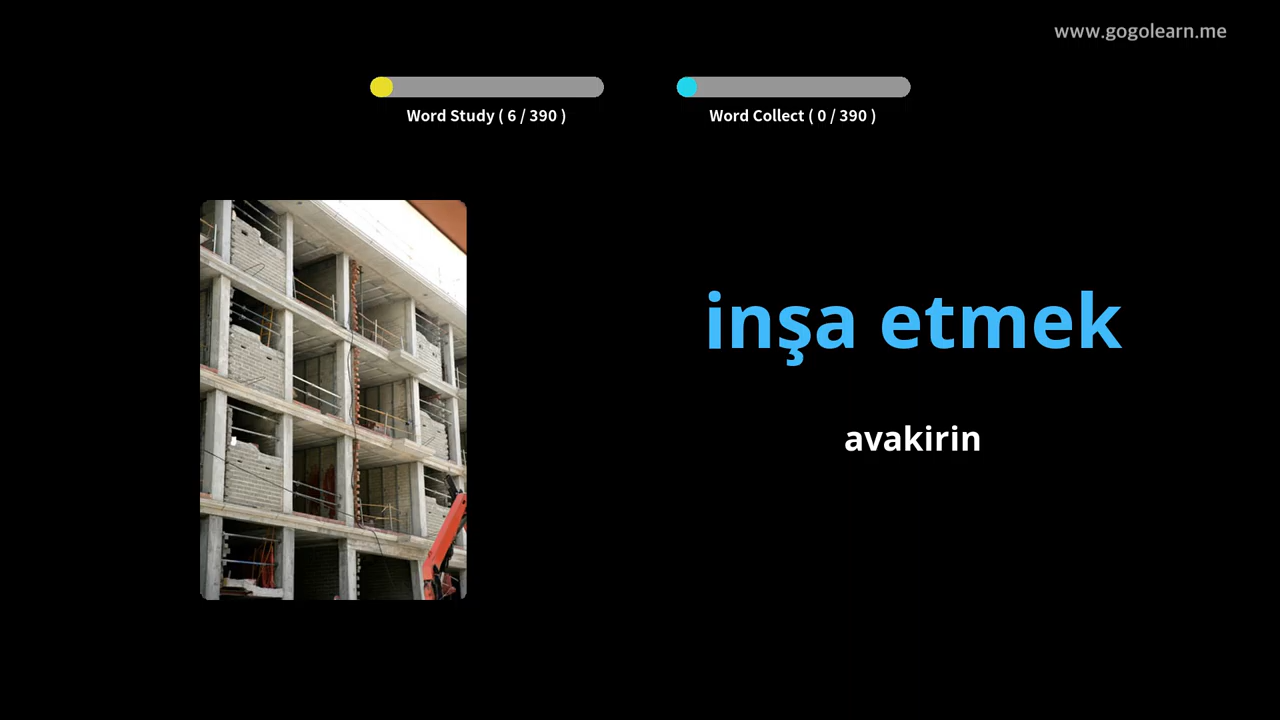 www.gogolearn.me
Word Study ( 6 / 390 )
Word Collect ( 0 / 390 )
inşa etmek
avakirin